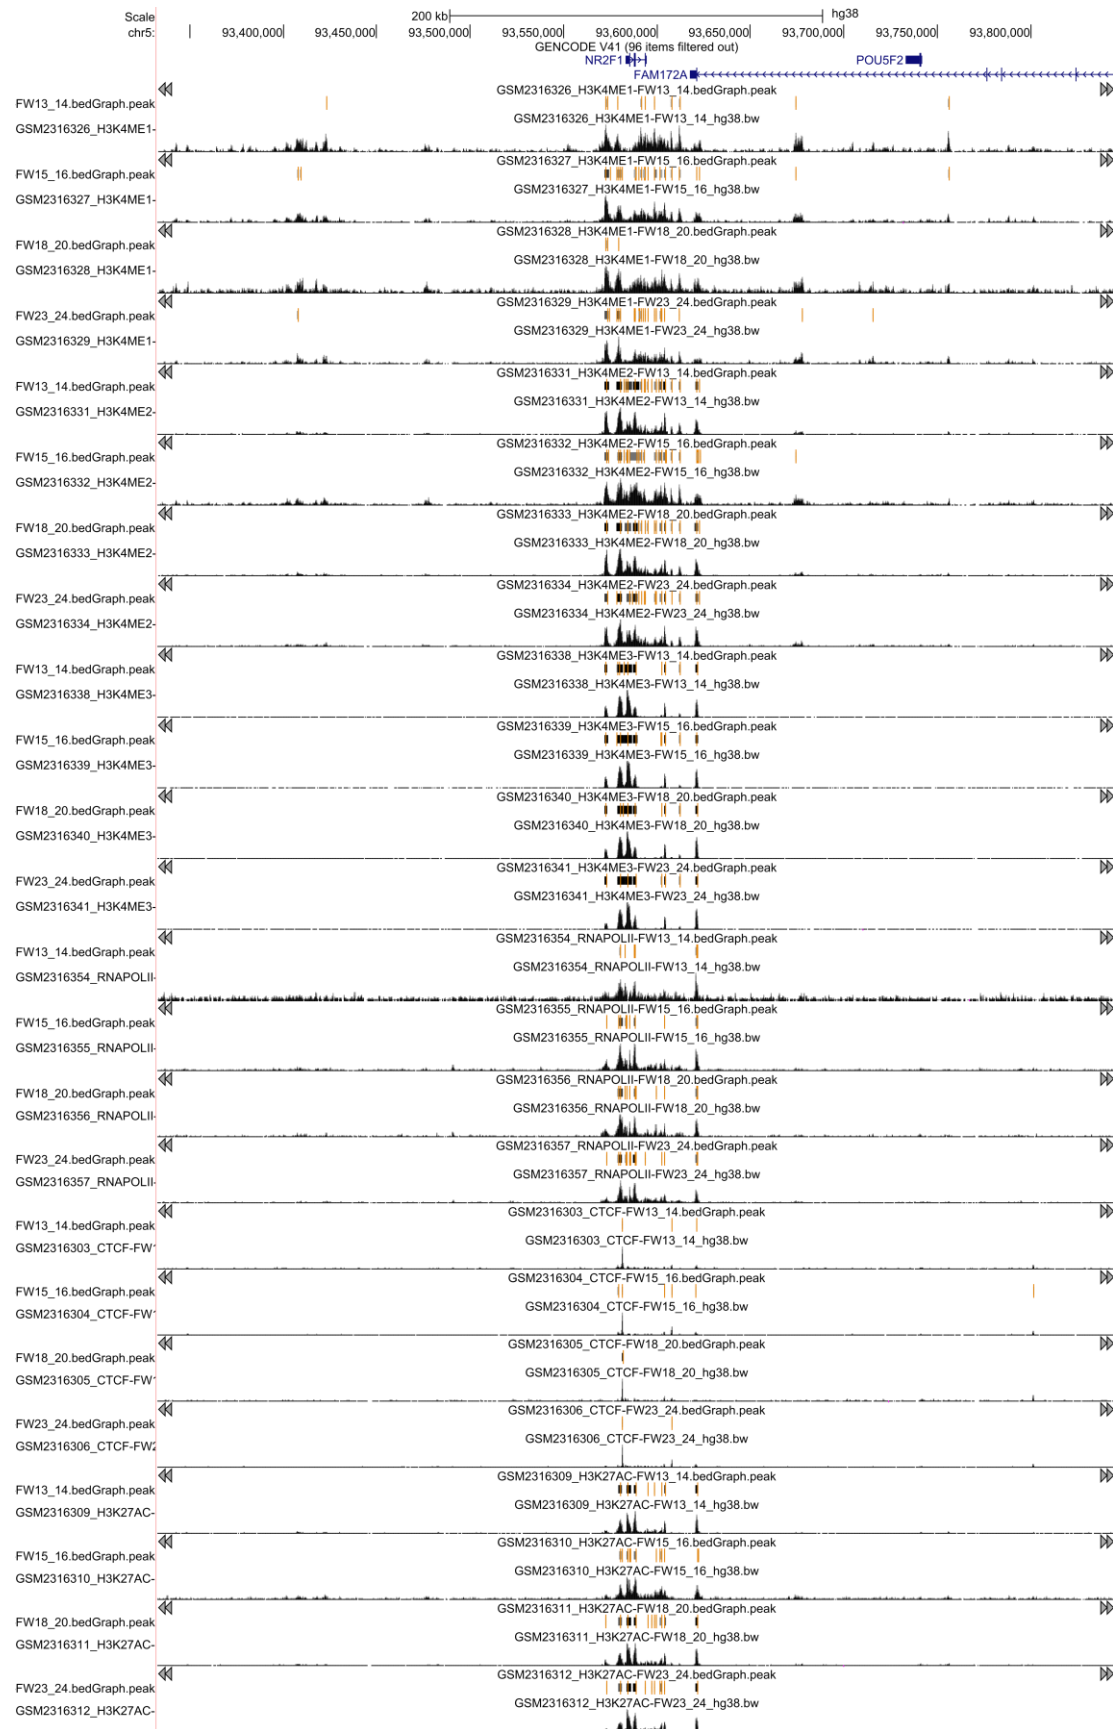 Scale 200 kb hg38
chr5: 93,400,000 93,450,000 93,500,000 93,550,000 93,600,000 93,650,000 93,700,000 93,750,000 93,800,000
GENCODE V41 (96 items filtered out)
NR2F1 POU5F2
FAM172A
GSM2316326_H3K4ME1-FW13_14.bedGraph.peak
FW13_14.bedGraph.peak
GSM2316326_H3K4ME1-FW13_14_hg38.bw
GSM2316326_H3K4ME1-
GSM2316327_H3K4ME1-FW15_16.bedGraph.peak
FW15_16.bedGraph.peak
GSM2316327_H3K4ME1-FW15_16_hg38.bw
GSM2316327_H3K4ME1-
GSM2316328_H3K4ME1-FW18_20.bedGraph.peak
FW18_20.bedGraph.peak
GSM2316328_H3K4ME1-FW18_20_hg38.bw
GSM2316328_H3K4ME1-
GSM2316329_H3K4ME1-FW23_24.bedGraph.peak
FW23_24.bedGraph.peak
GSM2316329_H3K4ME1-FW23_24_hg38.bw
GSM2316329_H3K4ME1-
GSM2316331_H3K4ME2-FW13_14.bedGraph.peak
FW13_14.bedGraph.peak
GSM2316331_H3K4ME2-FW13_14_hg38.bw
GSM2316331_H3K4ME2-
GSM2316332_H3K4ME2-FW15_16.bedGraph.peak
FW15_16.bedGraph.peak
GSM2316332_H3K4ME2-FW15_16_hg38.bw
GSM2316332_H3K4ME2-
GSM2316333_H3K4ME2-FW18_20.bedGraph.peak
FW18_20.bedGraph.peak
GSM2316333_H3K4ME2-FW18_20_hg38.bw
GSM2316333_H3K4ME2-
GSM2316334_H3K4ME2-FW23_24.bedGraph.peak
FW23_24.bedGraph.peak
GSM2316334_H3K4ME2-FW23_24_hg38.bw
GSM2316334_H3K4ME2-
GSM2316338_H3K4ME3-FW13_14.bedGraph.peak
FW13_14.bedGraph.peak
GSM2316338_H3K4ME3-FW13_14_hg38.bw
GSM2316338_H3K4ME3-
GSM2316339_H3K4ME3-FW15_16.bedGraph.peak
FW15_16.bedGraph.peak
GSM2316339_H3K4ME3-FW15_16_hg38.bw
GSM2316339_H3K4ME3-
GSM2316340_H3K4ME3-FW18_20.bedGraph.peak
FW18_20.bedGraph.peak
GSM2316340_H3K4ME3-FW18_20_hg38.bw
GSM2316340_H3K4ME3-
GSM2316341_H3K4ME3-FW23_24.bedGraph.peak
FW23_24.bedGraph.peak
GSM2316341_H3K4ME3-FW23_24_hg38.bw
GSM2316341_H3K4ME3-
GSM2316354_RNAPOLII-FW13_14.bedGraph.peak
FW13_14.bedGraph.peak
GSM2316354_RNAPOLII-FW13_14_hg38.bw
GSM2316354_RNAPOLII-
GSM2316355_RNAPOLII-FW15_16.bedGraph.peak
FW15_16.bedGraph.peak
GSM2316355_RNAPOLII-FW15_16_hg38.bw
GSM2316355_RNAPOLII-
GSM2316356_RNAPOLII-FW18_20.bedGraph.peak
FW18_20.bedGraph.peak
GSM2316356_RNAPOLII-FW18_20_hg38.bw
GSM2316356_RNAPOLII-
GSM2316357_RNAPOLII-FW23_24.bedGraph.peak
FW23_24.bedGraph.peak
GSM2316357_RNAPOLII-FW23_24_hg38.bw
GSM2316357_RNAPOLII-
GSM2316303_CTCF-FW13_14.bedGraph.peak
FW13_14.bedGraph.peak
GSM2316303_CTCF-FW13_14_hg38.bw
GSM2316303_CTCF-FW1
GSM2316304_CTCF-FW15_16.bedGraph.peak
FW15_16.bedGraph.peak
GSM2316304_CTCF-FW15_16_hg38.bw
GSM2316304_CTCF-FW1
GSM2316305_CTCF-FW18_20.bedGraph.peak
FW18_20.bedGraph.peak
GSM2316305_CTCF-FW18_20_hg38.bw
GSM2316305_CTCF-FW1
GSM2316306_CTCF-FW23_24.bedGraph.peak
FW23_24.bedGraph.peak
GSM2316306_CTCF-FW23_24_hg38.bw
GSM2316306_CTCF-FW2
GSM2316309_H3K27AC-FW13_14.bedGraph.peak
FW13_14.bedGraph.peak
GSM2316309_H3K27AC-FW13_14_hg38.bw
GSM2316309_H3K27AC-
GSM2316310_H3K27AC-FW15_16.bedGraph.peak
FW15_16.bedGraph.peak
GSM2316310_H3K27AC-FW15_16_hg38.bw
GSM2316310_H3K27AC-
GSM2316311_H3K27AC-FW18_20.bedGraph.peak
FW18_20.bedGraph.peak
GSM2316311_H3K27AC-FW18_20_hg38.bw
GSM2316311_H3K27AC-
GSM2316312_H3K27AC-FW23_24.bedGraph.peak
FW23_24.bedGraph.peak
GSM2316312_H3K27AC-FW23_24_hg38.bw
GSM2316312_H3K27AC-